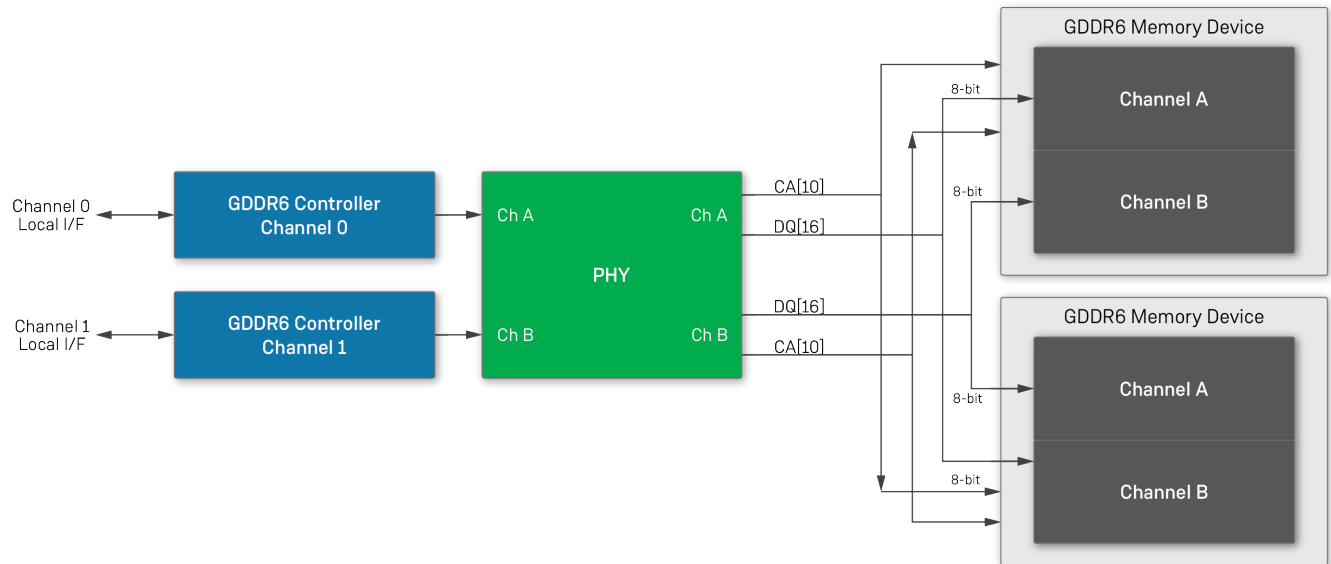 Channel 0
Local I/F
GDDR6 Controller
Channel 0
Channel 1
Local I/F
GDDR6 Controller
Channel 1
Ch A
Ch A
PHY
Ch B
Ch B
CA[10]
DQ[16]
DQ[16]
CA[10]
GDDR6 Memory Device
8-bit
Channel A
8-bit
Channel B
GDDR6 Memory Device
8-bit
Channel A
8-bit
Channel B